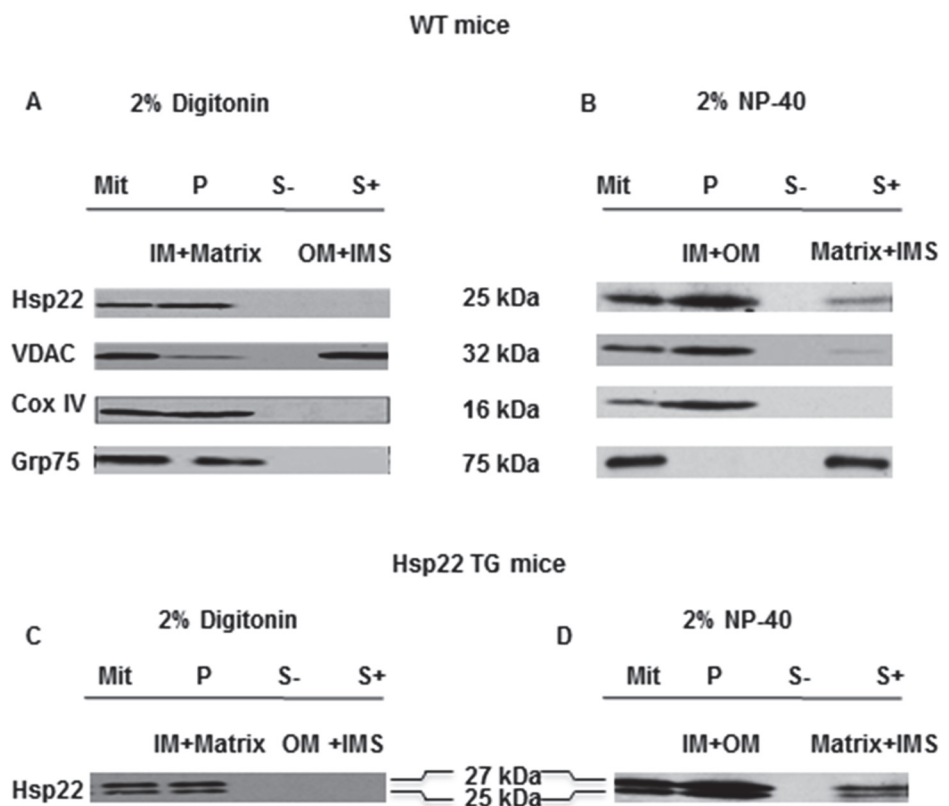 WT mice
A 2% Digitonin B 2% NP-40
Mit P S- S+ Mit P S- S+
IM+Matrix OM+IMS IM+OM Matrix+IMS
Hsp22 25 kDa
VDAC 32 kDa
Cox IV 16 kDa
Grp75 75 kDa
Hsp22 TG mice
C 2% Digitonin D 2% NP-40
Mit P S- S+ Mit P S- S+
IM+Matrix OM +IMS IM+OM Matrix+IMS
27 kDa
Hsp22 25 kDa